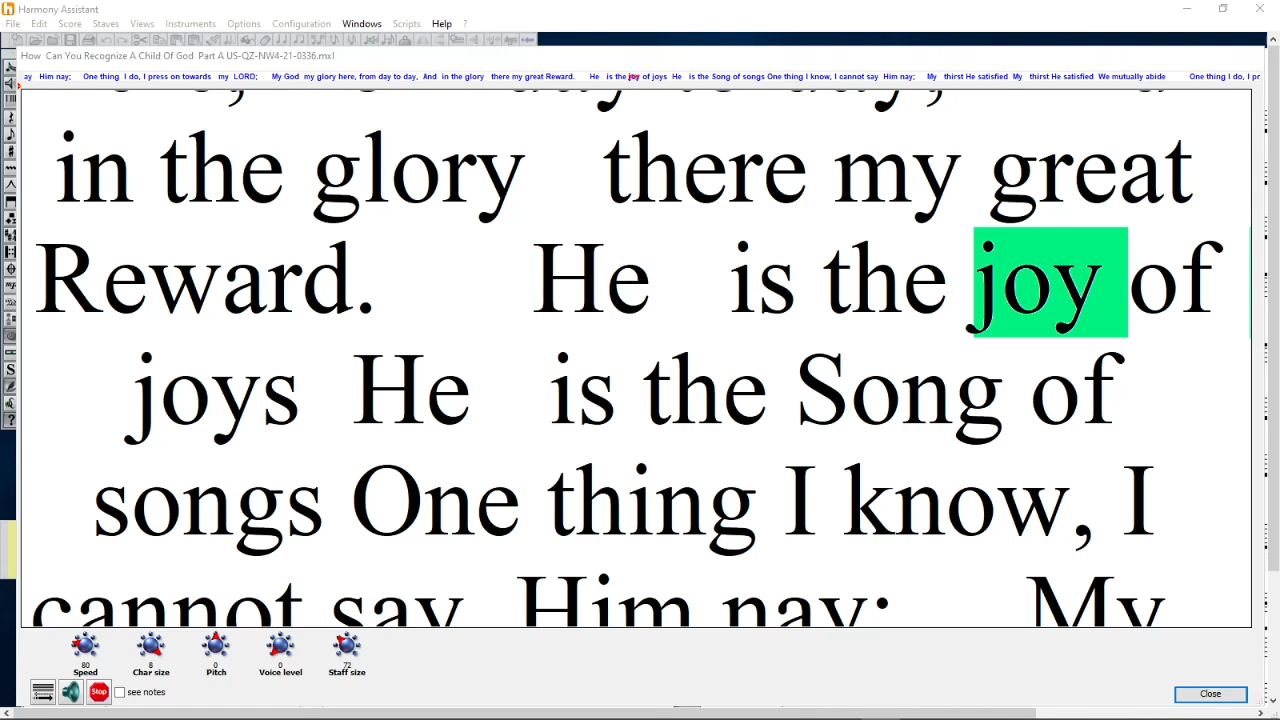 Harmony Assistant
File Edit Score Staves Views Instruments Options Configuration Windows Scripts Help ?
How Can You Recognize A Child Of God Part A US-QZ-NW4-21-0336.mxl
ay Him nay; One thing I do, I press on towards my LORD; My God my glory here, from day to day, And in the glory there my great Reward. He is the joy of joys He is the Song of songs One thing I know, I cannot say Him nay; My thirst He satisfied My thirst He satisfied We mutually abide One thing I do, I pr
in the glory there my great
Reward. He is the joy of
joys He is the Song of
songs One thing I know, I
cannot say Him nay; My
80 8 0 0 72
Speed Char size Pitch Voice level Staff size
Stop see notes Close